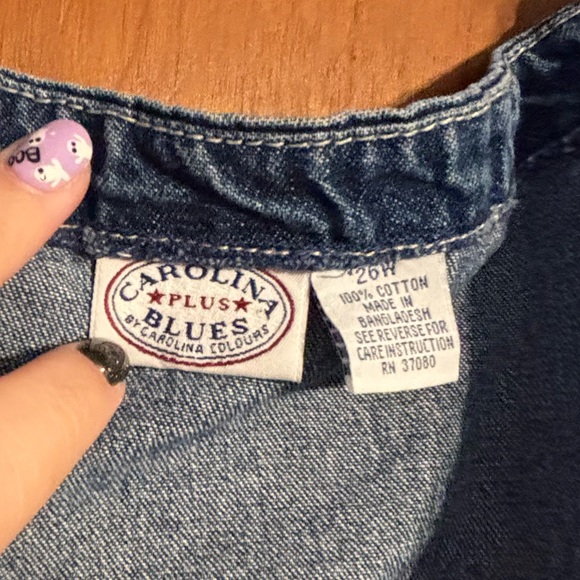 BOO
CAROLINA
★PLUS★
BLUES
BY CAROLINA COLOURS
26W
100% COTTON
MADE IN
BANGLADESH
SEE REVERSE FOR
CARE INSTRUCTION
RN 37080